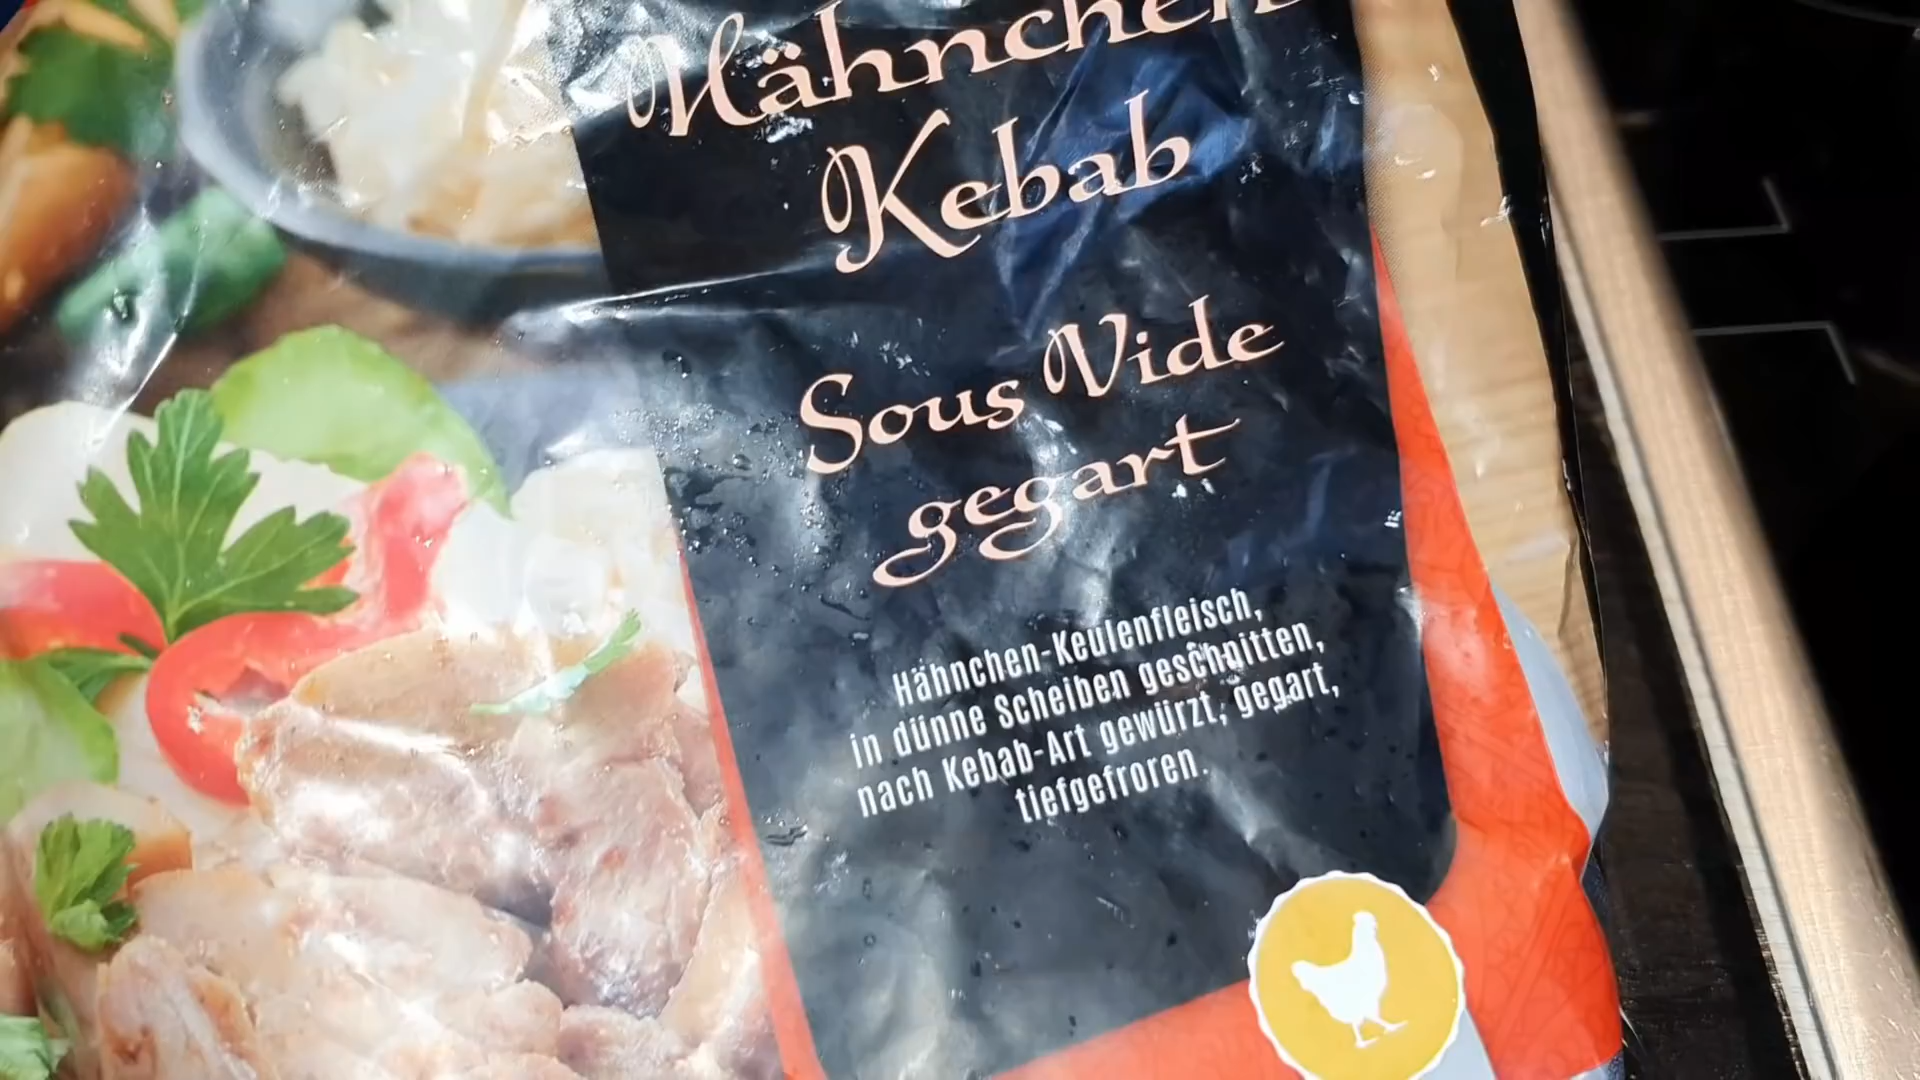 Hähnchen
Kebab
Sous Vide
gegart
Hähnchen-Keulenfleisch,
in dünne Scheiben geschnitten,
nach Kebab-Art gewürzt, gegart,
tiefgefroren.